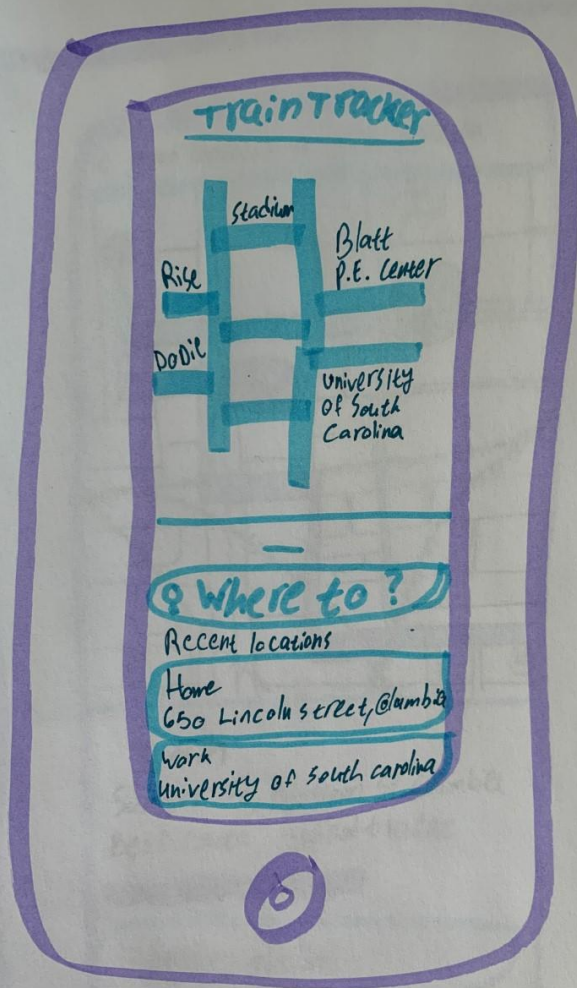 TrainTracker
Stadium
Blatt
P.E. Center
Rise
DoDie
University
of South
Carolina
Where to?
Recent locations
Home
650 Lincoln street, Columbia
Work
University of South Carolina